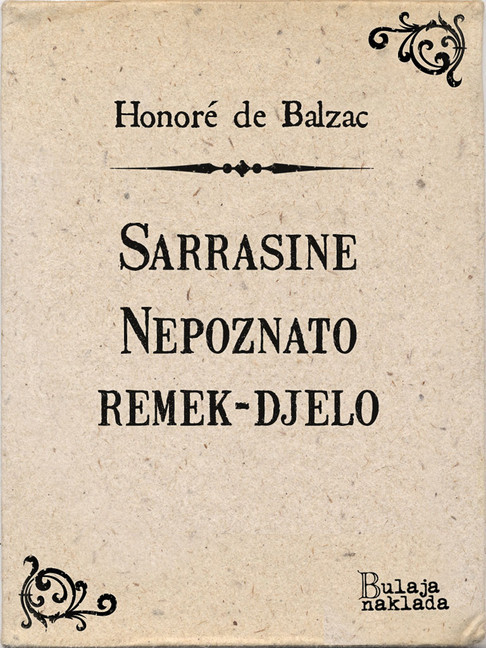 Honoré de Balzac
SARRASINE
NEPOZNATO
REMEK-DJELO
Bulaja
naklada